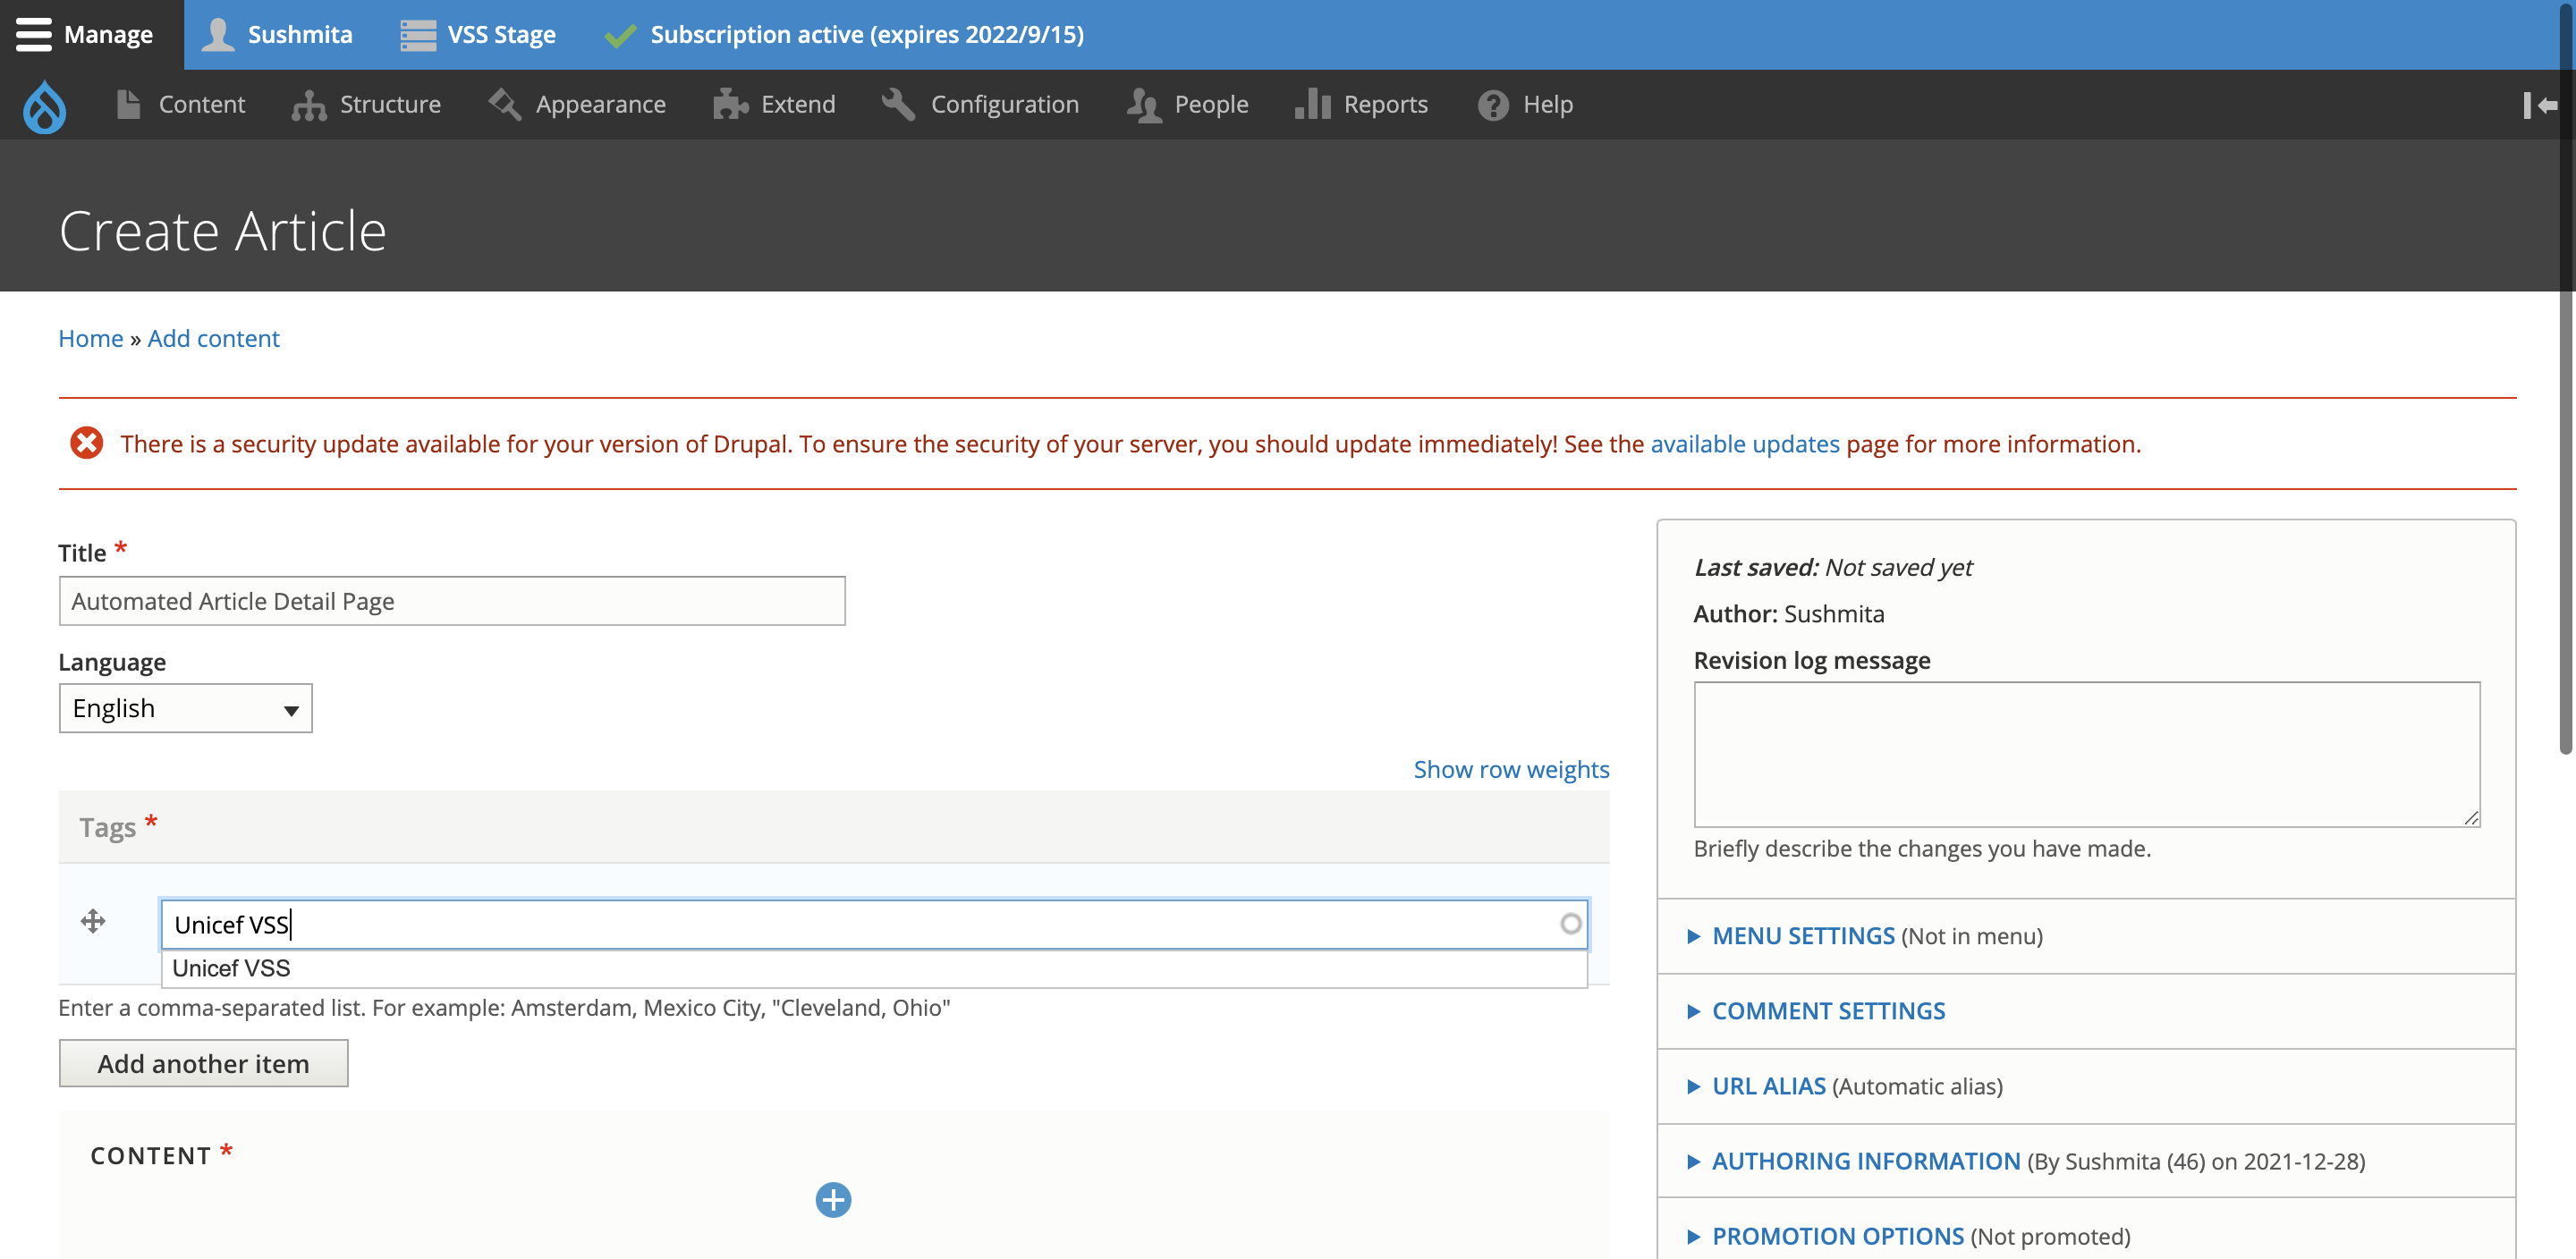 Manage Sushmita VSS Stage Subscription active (expires 2022/9/15)
Content Structure Appearance Extend Configuration People Reports Help
Create Article
Home » Add content
There is a security update available for your version of Drupal. To ensure the security of your server, you should update immediately! See the available updates page for more information.
Title *
Automated Article Detail Page
Language
English
Show row weights
Tags *
Unicef VSS
Unicef VSS
Enter a comma-separated list. For example: Amsterdam, Mexico City, "Cleveland, Ohio"
Add another item
CONTENT *
Last saved: Not saved yet
Author: Sushmita
Revision log message
Briefly describe the changes you have made.
MENU SETTINGS (Not in menu)
COMMENT SETTINGS
URL ALIAS (Automatic alias)
AUTHORING INFORMATION (By Sushmita (46) on 2021-12-28)
PROMOTION OPTIONS (Not promoted)